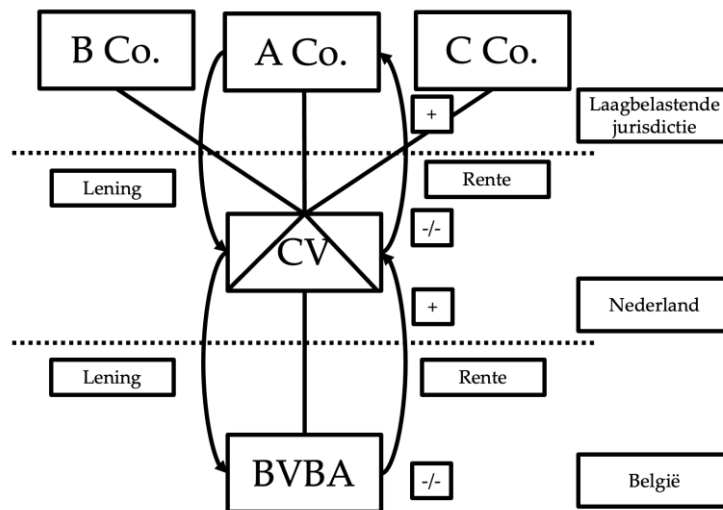 B Co.
A Co.
C Co.
+
Laagbelastende
jurisdictie
Lening
Rente
CV
-/-
+
Nederland
Lening
Rente
BVBA
-/-
België